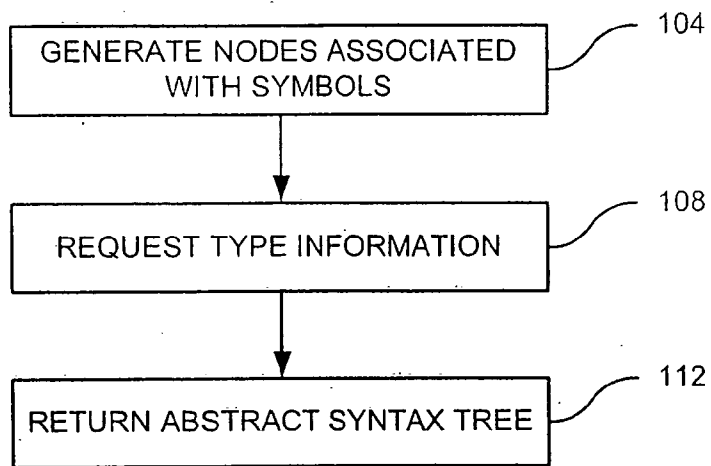 104
GENERATE NODES ASSOCIATED
WITH SYMBOLS
108
REQUEST TYPE INFORMATION
112
RETURN ABSTRACT SYNTAX TREE